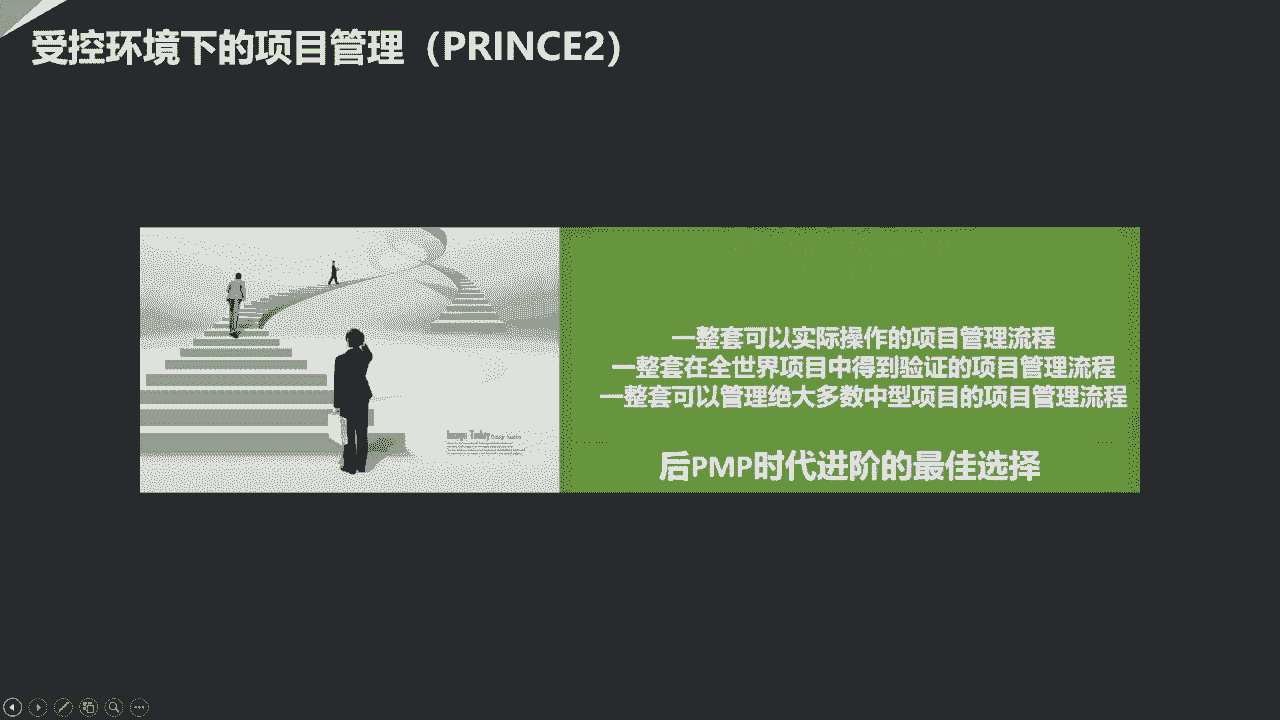 受控环境下的项目管理（PRINCE2）
一整套可以实际操作的项目管理流程
一整套在全世界项目中得到验证的项目管理流程
一整套可以管理绝大多数中型项目的项目管理流程
Image Today
后PMP时代进阶的最佳选择